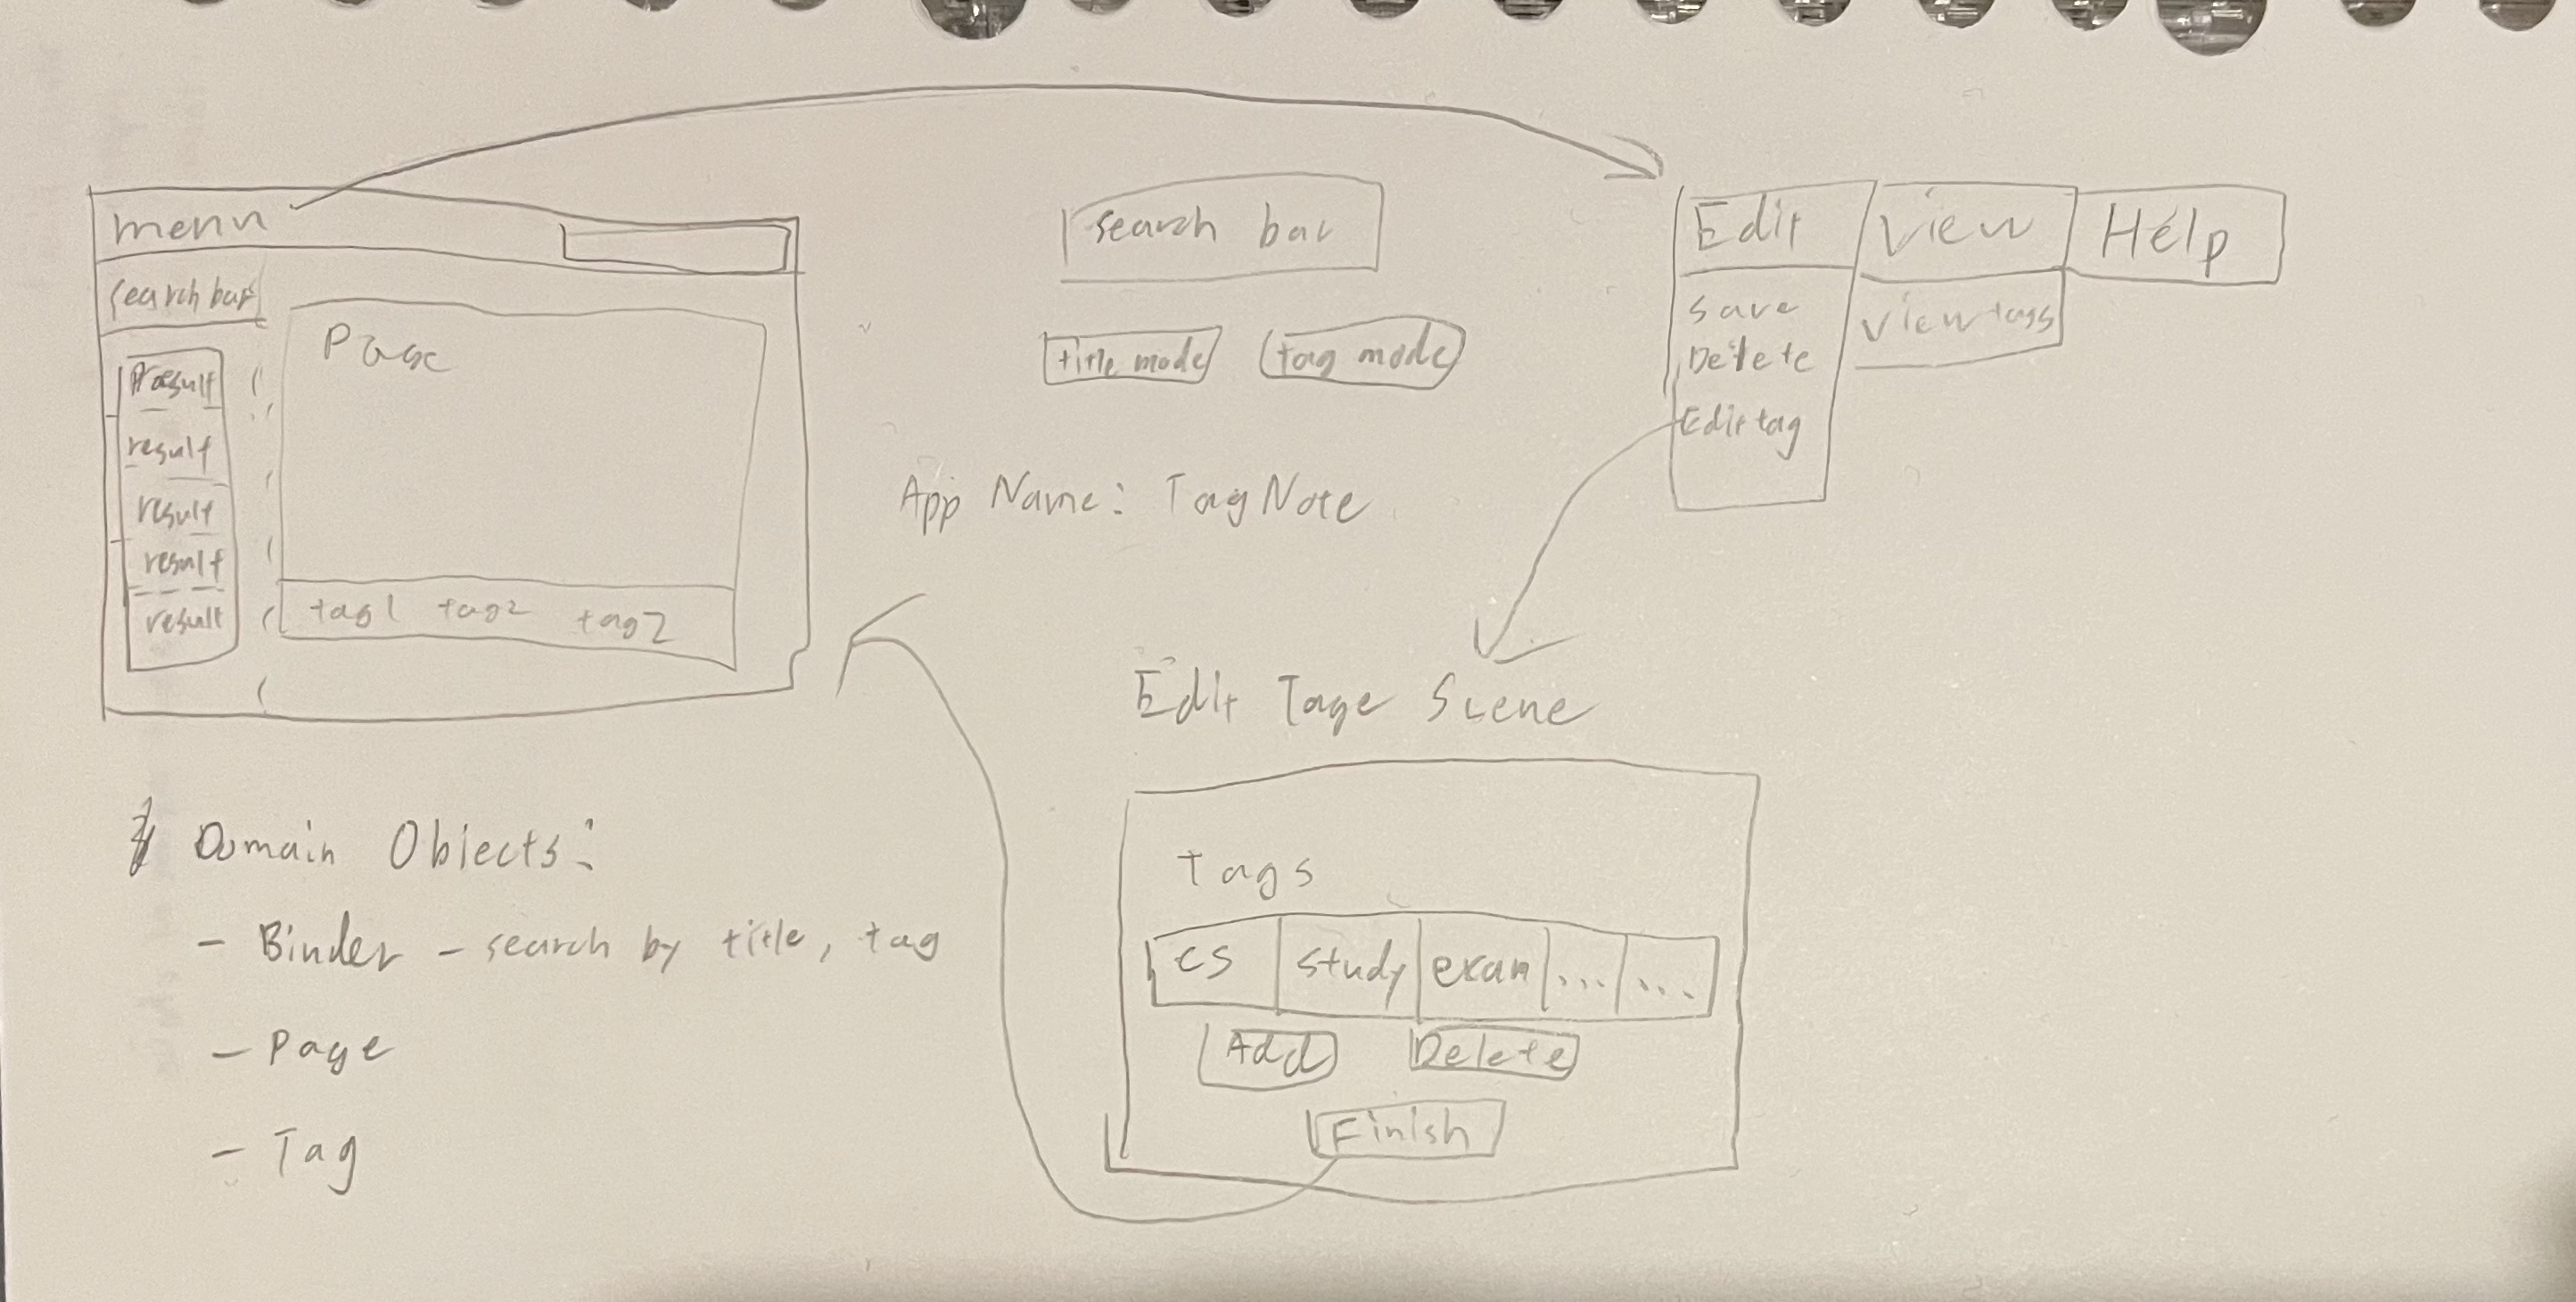 menu
search bar
result
result
result
result
result
Page
tag1 tag2 tag2
search bar
title mode
tag mode
App Name: TagNote
Edit
View
Help
save
Delete
Edit tag
view tags
Edit Tage Scene
Tags
cs
study
exam
...
...
Add
Delete
Finish
Domain Objects:
- Binder - search by title, tag
- Page
- Tag